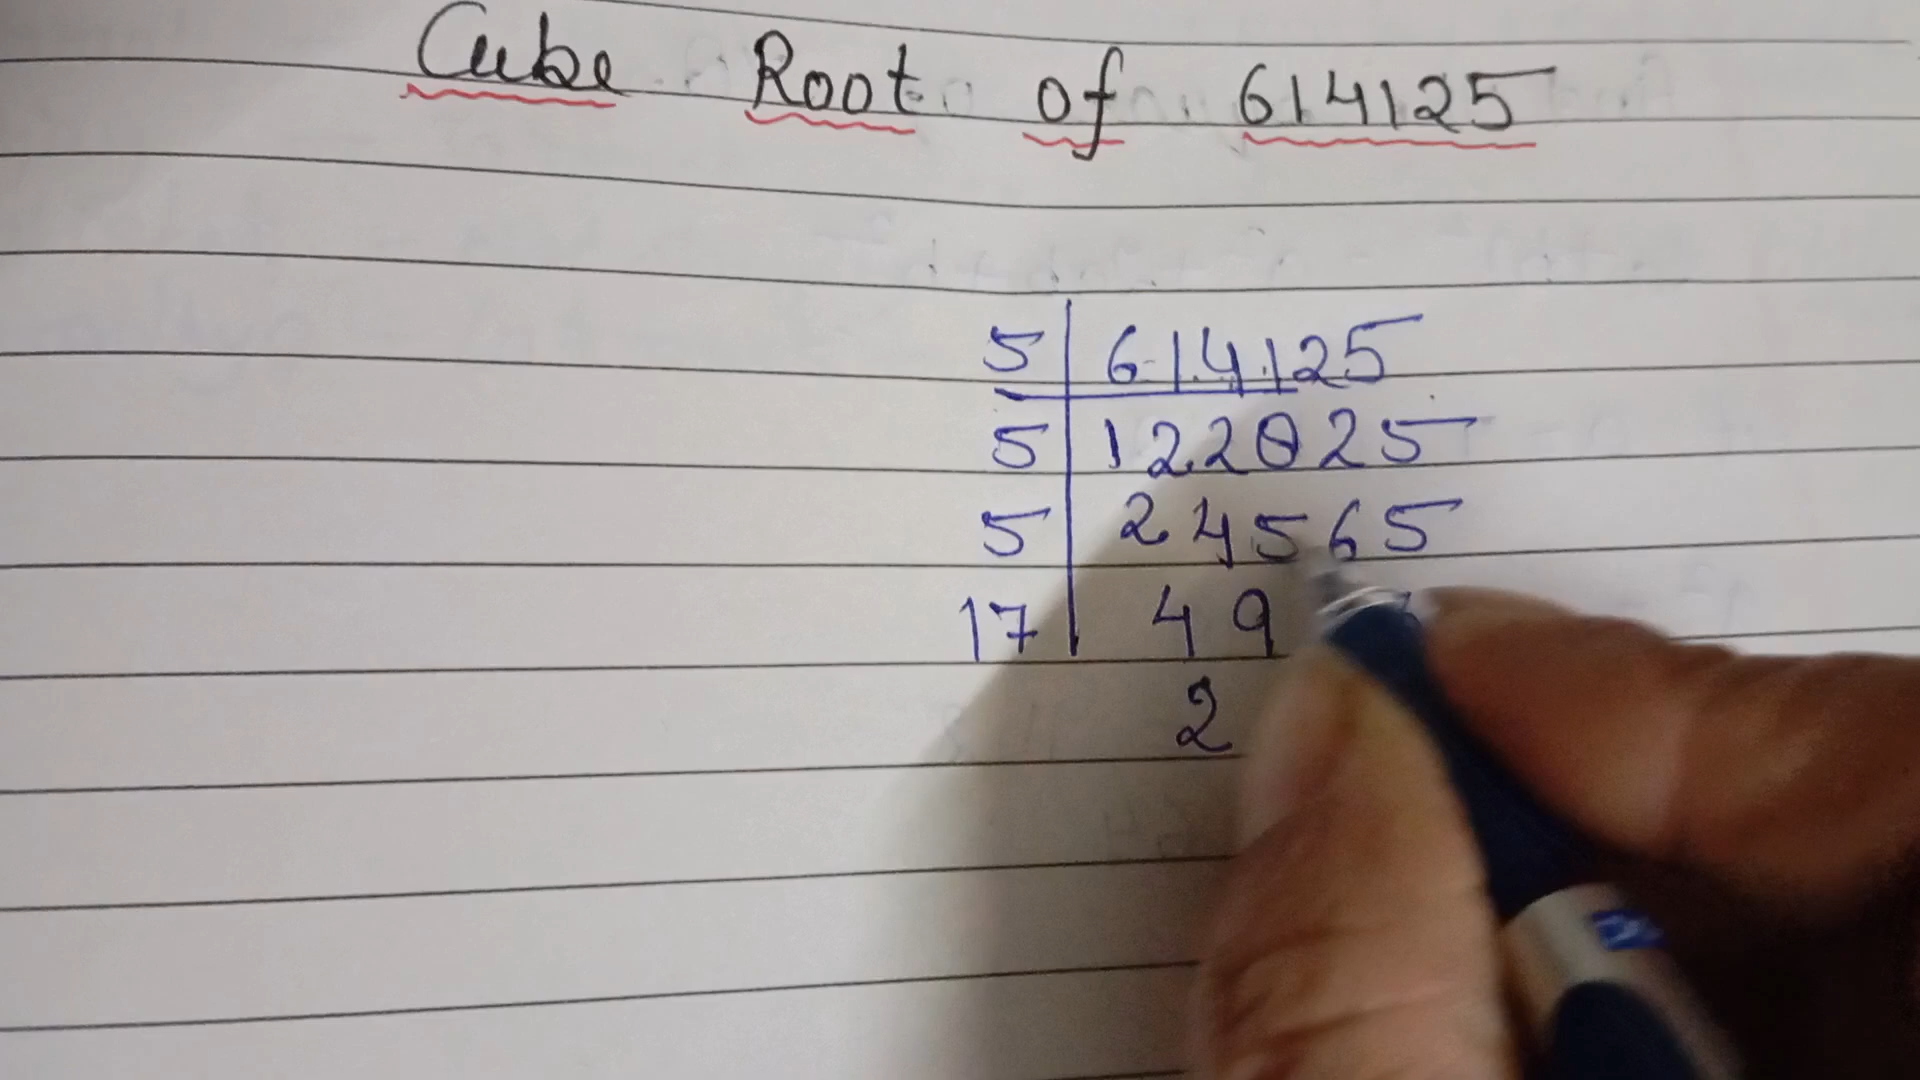 Cube Root of 614125
5 | 614125
5 | 122825
5 | 24565
17 | 49
2